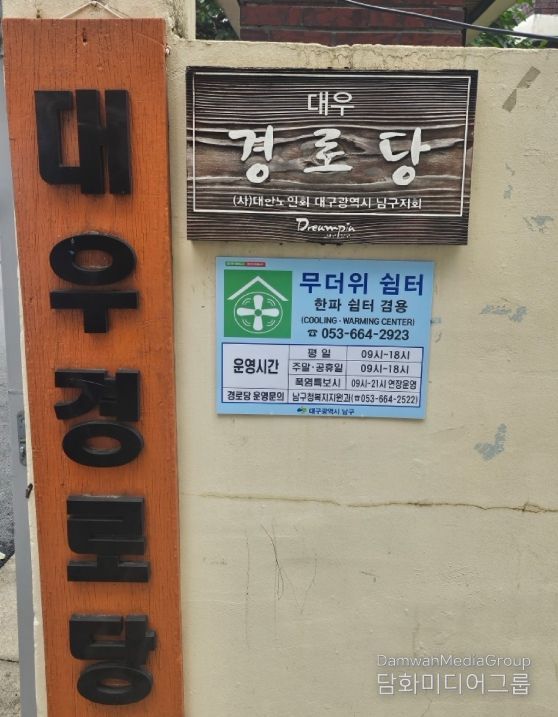 대우경로당
대우
경로당
(사)대한노인회 대구광역시 남구지회
Dreampia
무더위 쉼터
한파 쉼터 겸용
(COOLING · WARMING CENTER)
☎ 053-664-2923
운영시간
평 일 09시~18시
주말·공휴일 09시~18시
폭염특보시 09시~21시 연장운영
경로당 운영문의 남구청복지지원과(☎053-664-2522)
대구광역시 남구
DamwanMediaGroup
담화미디어그룹